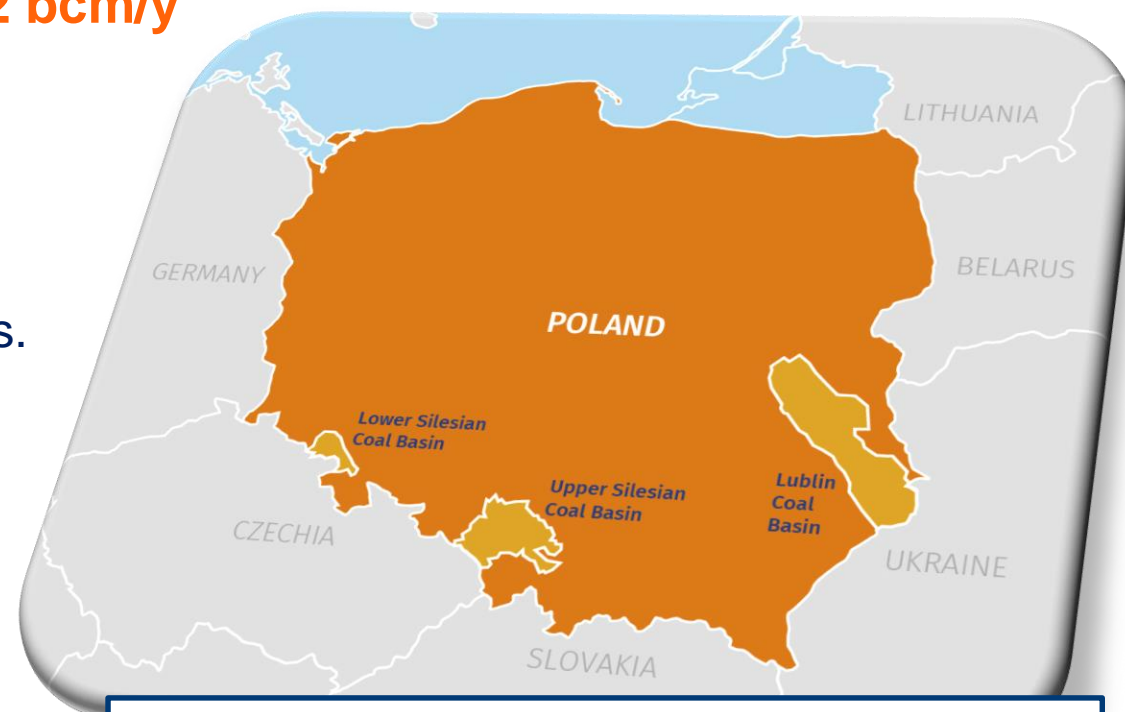 2 bcm/y
LITHUANIA
GERMANY
BELARUS
s.
POLAND
Lower Silesian
Coal Basin
Upper Silesian
Coal Basin
Lublin
Coal
Basin
CZECHIA
UKRAINE
SLOVAKIA